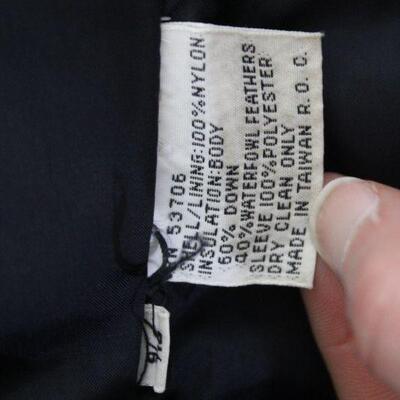 RN 53706
SHELL/LINING:100%NYLON
INSULATION:BODY
60% DOWN
40%WATERFOWL FEATHERS
SLEEVE 100%POLYESTER
DRY CLEAN ONLY
MADE IN TAIWAN R.O.C.